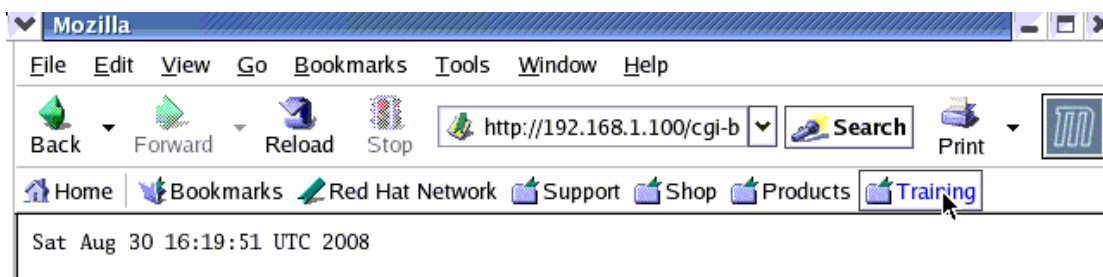 Mozilla
File Edit View Go Bookmarks Tools Window Help
Back Forward Reload Stop http://192.168.1.100/cgi-b Search Print
Home Bookmarks Red Hat Network Support Shop Products Training
Sat Aug 30 16:19:51 UTC 2008